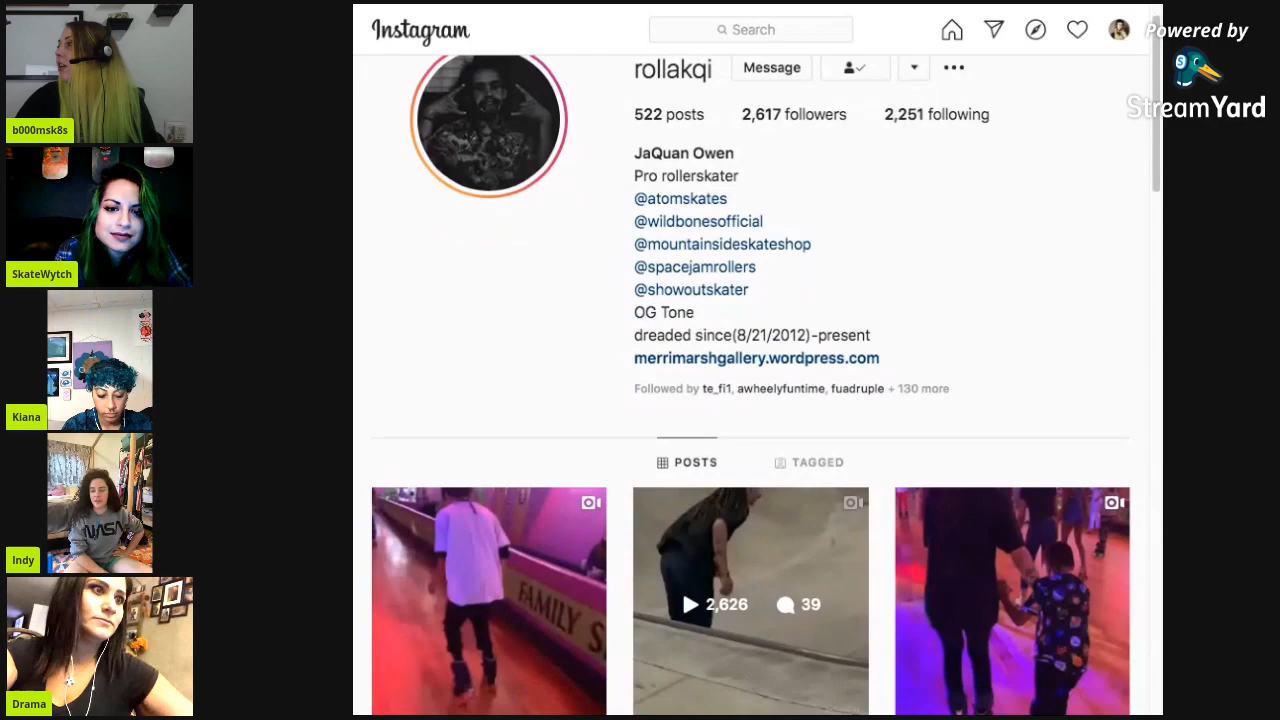 Instagram
Search
Powered by
StreamYard
rollakqi
Message
522 posts
2,617 followers
2,251 following
JaQuan Owen
Pro rollerskater
@atomskates
@wildbonesofficial
@mountainsideskateshop
@spacejamrollers
@showoutskater
OG Tone
dreaded since(8/21/2012)-present
merrimarshgallery.wordpress.com
Followed by te_fi1, awheelyfuntime, fuadruple + 130 more
POSTS
TAGGED
FAMILY S
2,626
39
b000msk8s
SkateWytch
Kiana
Indy
NASA
Drama